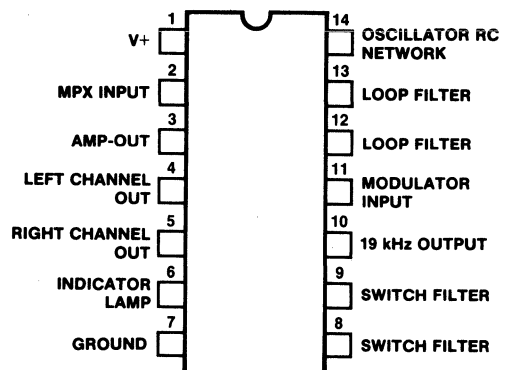 1
V+
2
MPX INPUT
3
AMP-OUT
4
LEFT CHANNEL
OUT
5
RIGHT CHANNEL
OUT
6
INDICATOR
LAMP
7
GROUND
14
OSCILLATOR RC
NETWORK
13
LOOP FILTER
12
LOOP FILTER
11
MODULATOR
INPUT
10
19 kHz OUTPUT
9
SWITCH FILTER
8
SWITCH FILTER